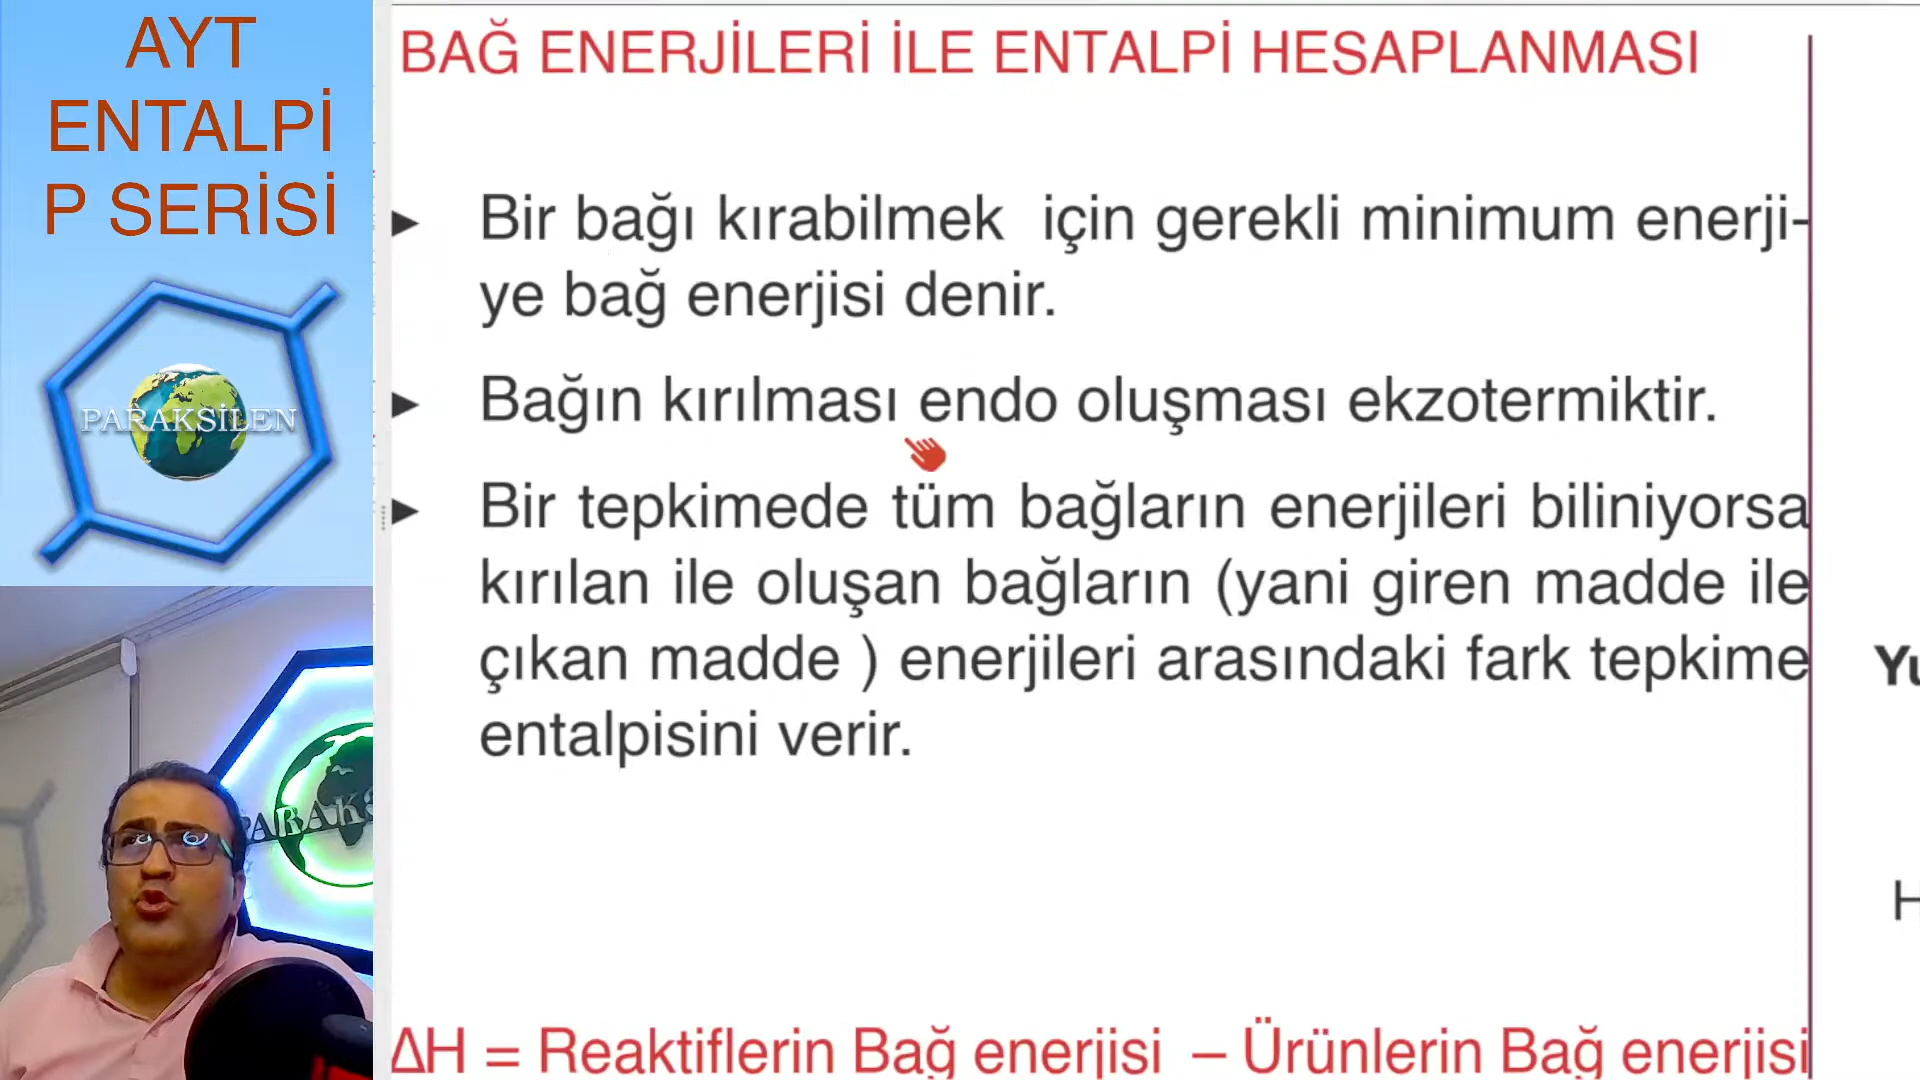 AYT
ENTALPİ
P SERİSİ
PARAKSİLEN
BAĞ ENERJİLERİ İLE ENTALPİ HESAPLANMASI
► Bir bağı kırabilmek için gerekli minimum enerji-
ye bağ enerjisi denir.
► Bağın kırılması endo oluşması ekzotermiktir.
► Bir tepkimede tüm bağların enerjileri biliniyorsa
kırılan ile oluşan bağların (yani giren madde ile
çıkan madde ) enerjileri arasındaki fark tepkime
entalpisini verir.
ΔH = Reaktiflerin Bağ enerjisi – Ürünlerin Bağ enerjisi